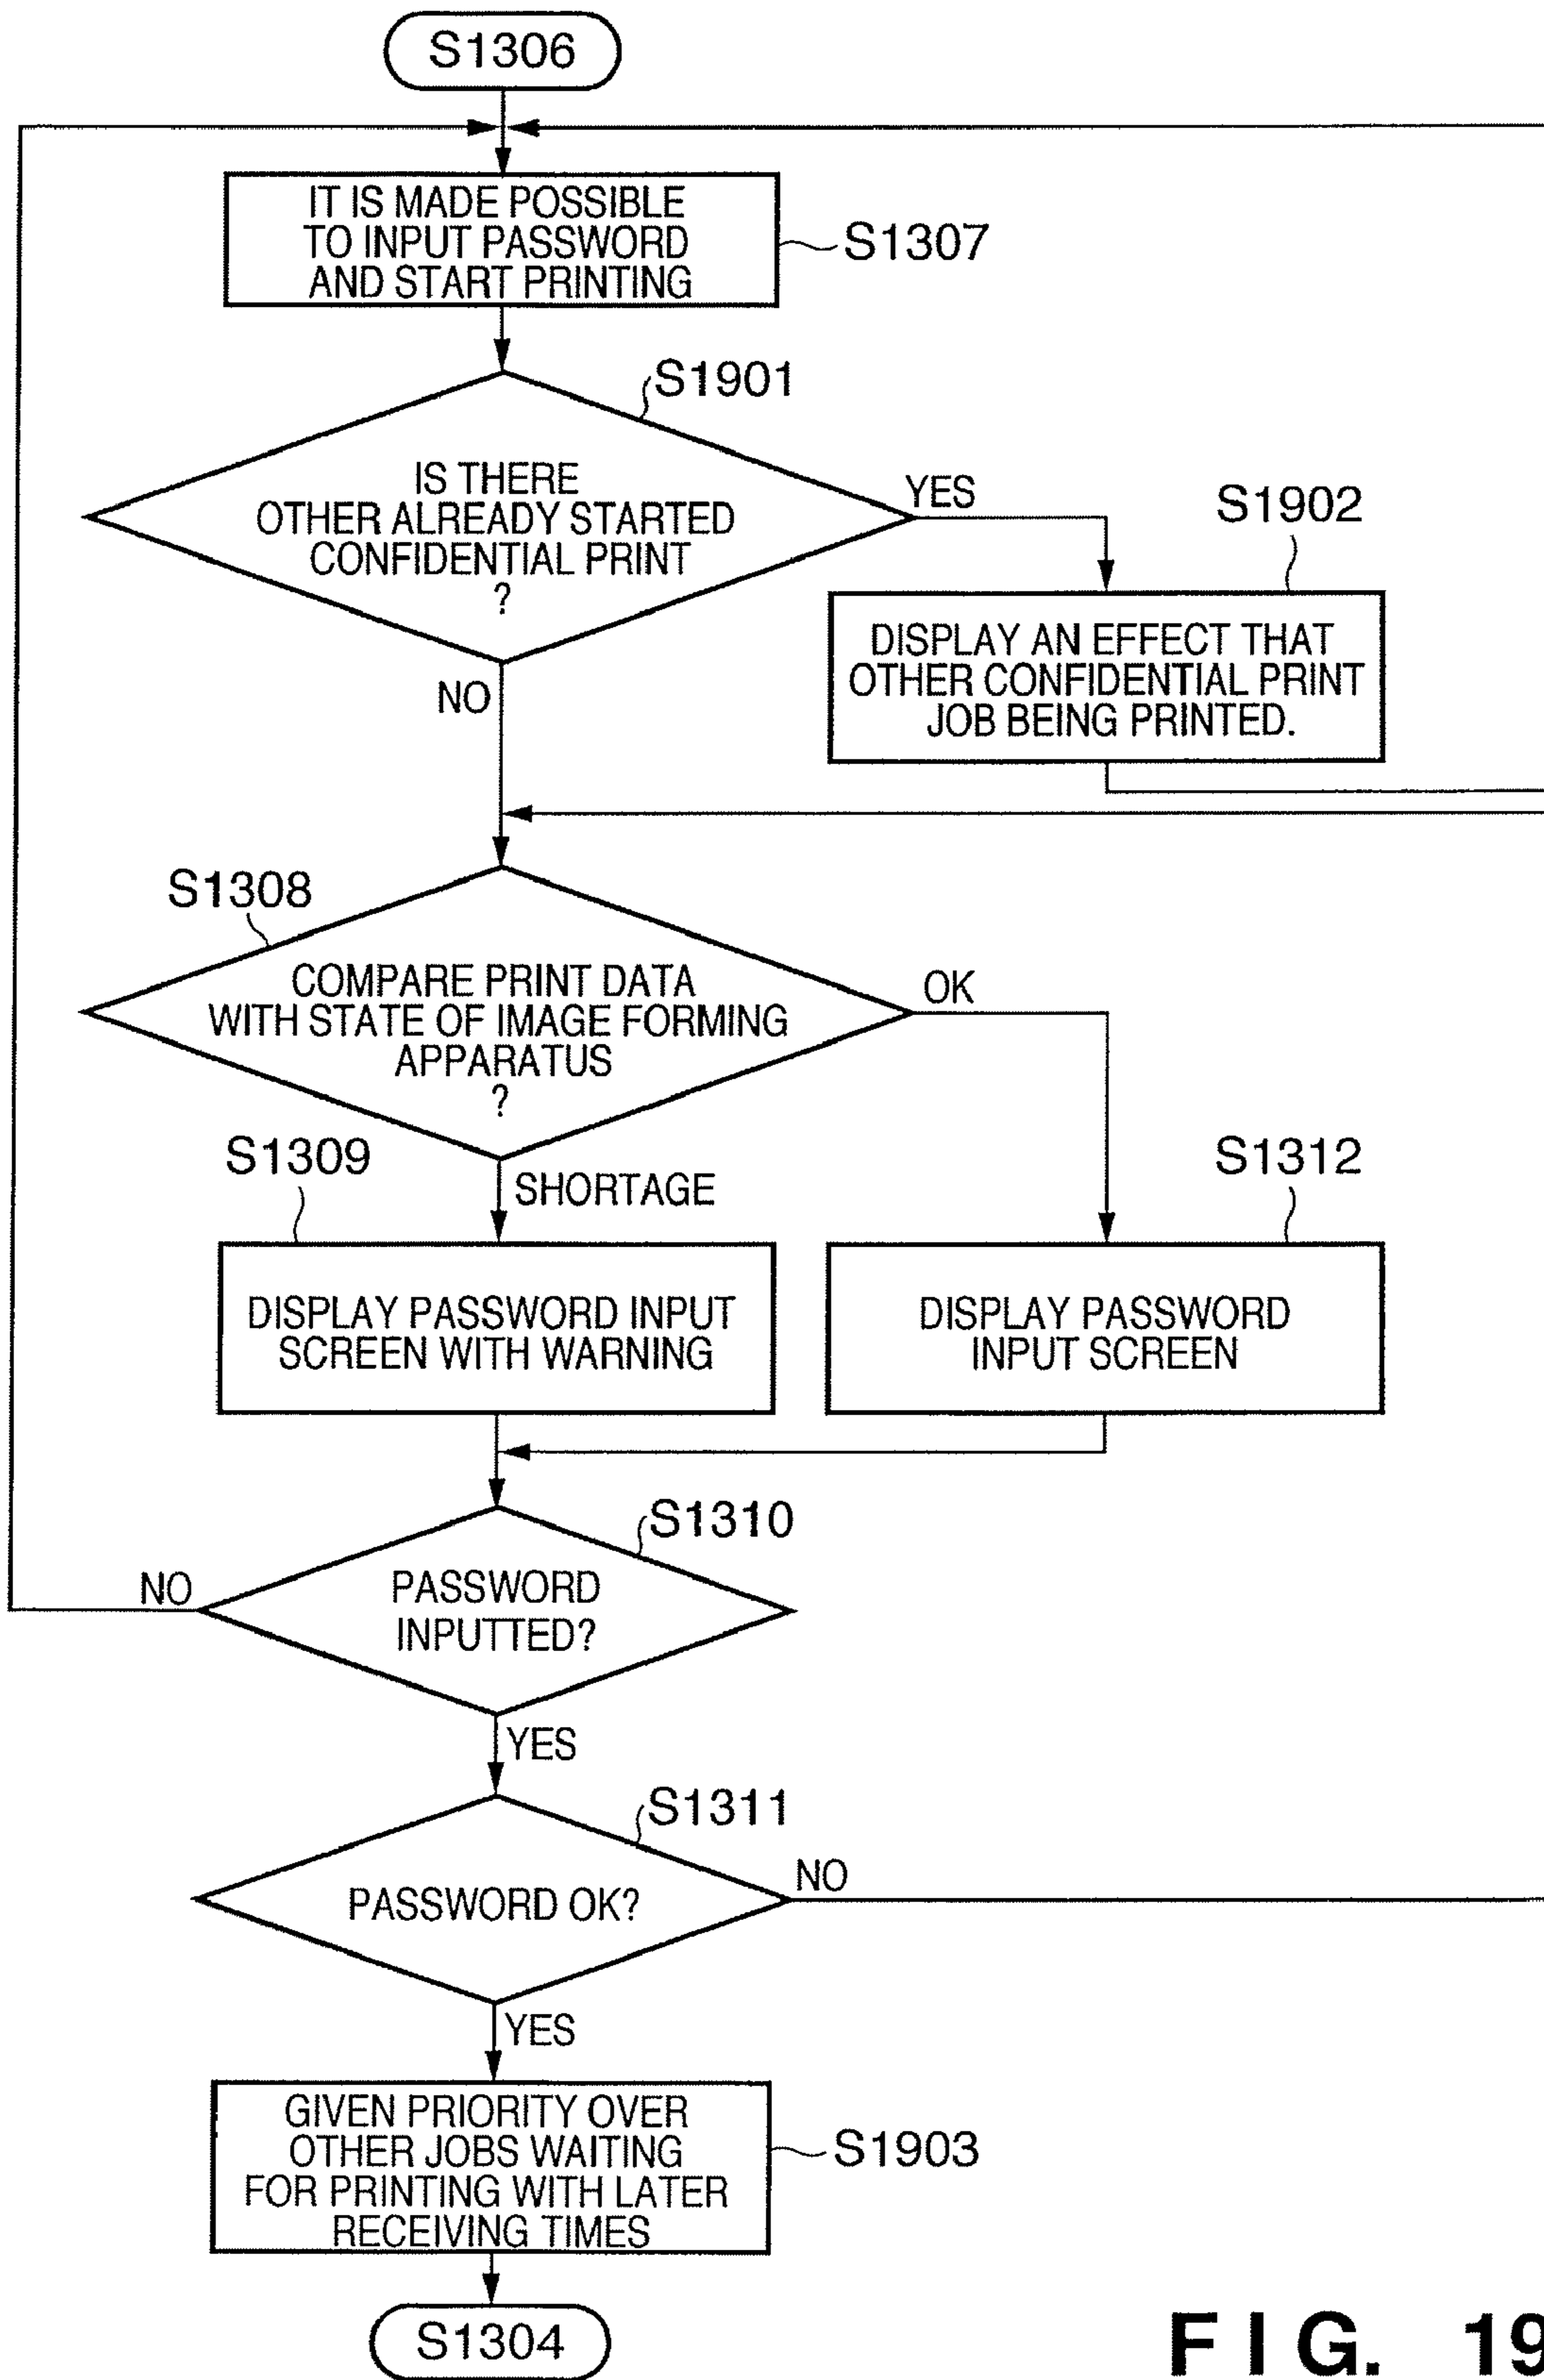 S1306
IT IS MADE POSSIBLE
TO INPUT PASSWORD
AND START PRINTING
S1307
S1901
IS THERE
OTHER ALREADY STARTED
CONFIDENTIAL PRINT
?
YES
S1902
DISPLAY AN EFFECT THAT
OTHER CONFIDENTIAL PRINT
JOB BEING PRINTED.
NO
S1308
COMPARE PRINT DATA
WITH STATE OF IMAGE FORMING
APPARATUS
?
OK
S1309
SHORTAGE
S1312
DISPLAY PASSWORD INPUT
SCREEN WITH WARNING
DISPLAY PASSWORD
INPUT SCREEN
S1310
NO
PASSWORD
INPUTTED?
YES
S1311
PASSWORD OK?
NO
YES
GIVEN PRIORITY OVER
OTHER JOBS WAITING
FOR PRINTING WITH LATER
RECEIVING TIMES
S1903
S1304
FIG. 19